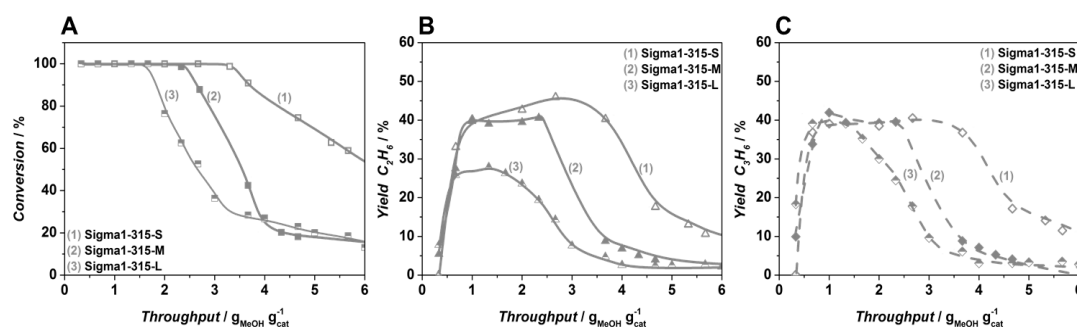 A
B
C
Conversion / %
100
80
60
40
20
0
(1)
(2)
(3)
(1) Sigma1-315-S
(2) Sigma1-315-M
(3) Sigma1-315-L
0 1 2 3 4 5 6
Throughput / g_MeOH g_cat^-1
Yield C2H6 / %
60
50
40
30
20
10
0
(1) Sigma1-315-S
(2) Sigma1-315-M
(3) Sigma1-315-L
(1)
(2)
(3)
0 1 2 3 4 5 6
Throughput / g_MeOH g_cat^-1
Yield C3H6 / %
60
50
40
30
20
10
0
(1) Sigma1-315-S
(2) Sigma1-315-M
(3) Sigma1-315-L
(1)
(2)
(3)
0 1 2 3 4 5 6
Throughput / g_MeOH g_cat^-1